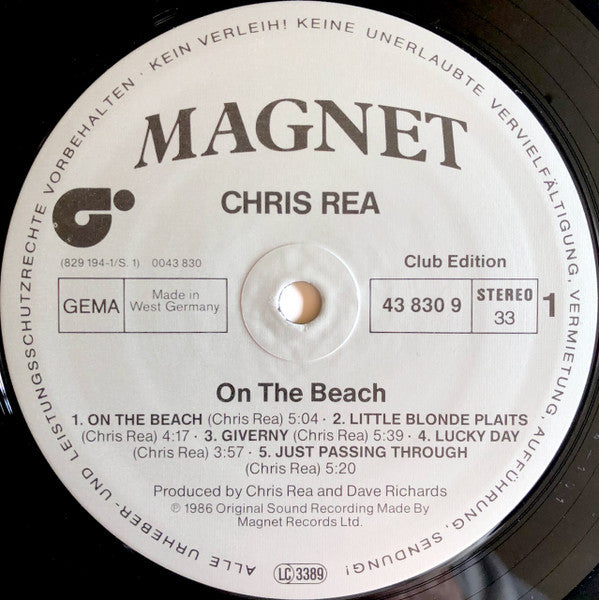 ALLE URHEBER- UND LEISTUNGSSCHUTZRECHTE VORBEHALTEN · KEIN VERLEIH! KEINE UNERLAUBTE VERVIELFÄLTIGUNG, VERMIETUNG, AUFFÜHRUNG, SENDUNG!
MAGNET
CHRIS REA
(829 194-1/S. 1) 0043 830
Club Edition
GEMA
Made in
West Germany
43 830 9
STEREO
33
1
On The Beach
1. ON THE BEACH (Chris Rea) 5:04 · 2. LITTLE BLONDE PLAITS
(Chris Rea) 4:17 · 3. GIVERNY · (Chris Rea) 5:39 · 4. LUCKY DAY
(Chris Rea) 3:57 · 5. JUST PASSING THROUGH
(Chris Rea) 5:20
Produced by Chris Rea and Dave Richards
℗ 1986 Original Sound Recording Made By
Magnet Records Ltd.
LC 3389